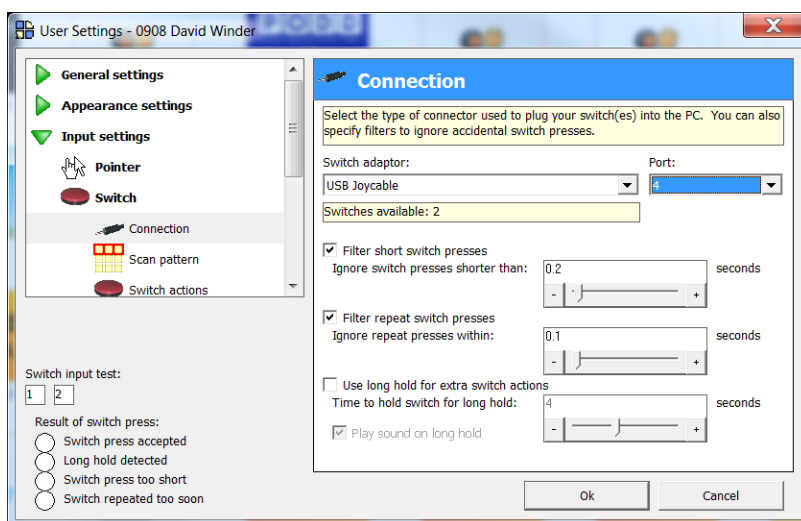 User Settings - 0908 David Winder
PODD
X
General settings
Appearance settings
Input settings
Pointer
Switch
Connection
Scan pattern
Switch actions
Switch input test:
1 2
Result of switch press:
Switch press accepted
Long hold detected
Switch press too short
Switch repeated too soon
Connection
Select the type of connector used to plug your switch(es) into the PC. You can also
specify filters to ignore accidental switch presses.
Switch adaptor: Port:
USB Joycable 4
Switches available: 2
Filter short switch presses
Ignore switch presses shorter than: 0.2 seconds
- +
Filter repeat switch presses
Ignore repeat presses within: 0.1 seconds
- +
Use long hold for extra switch actions
Time to hold switch for long hold: 4 seconds
Play sound on long hold - +
Ok Cancel